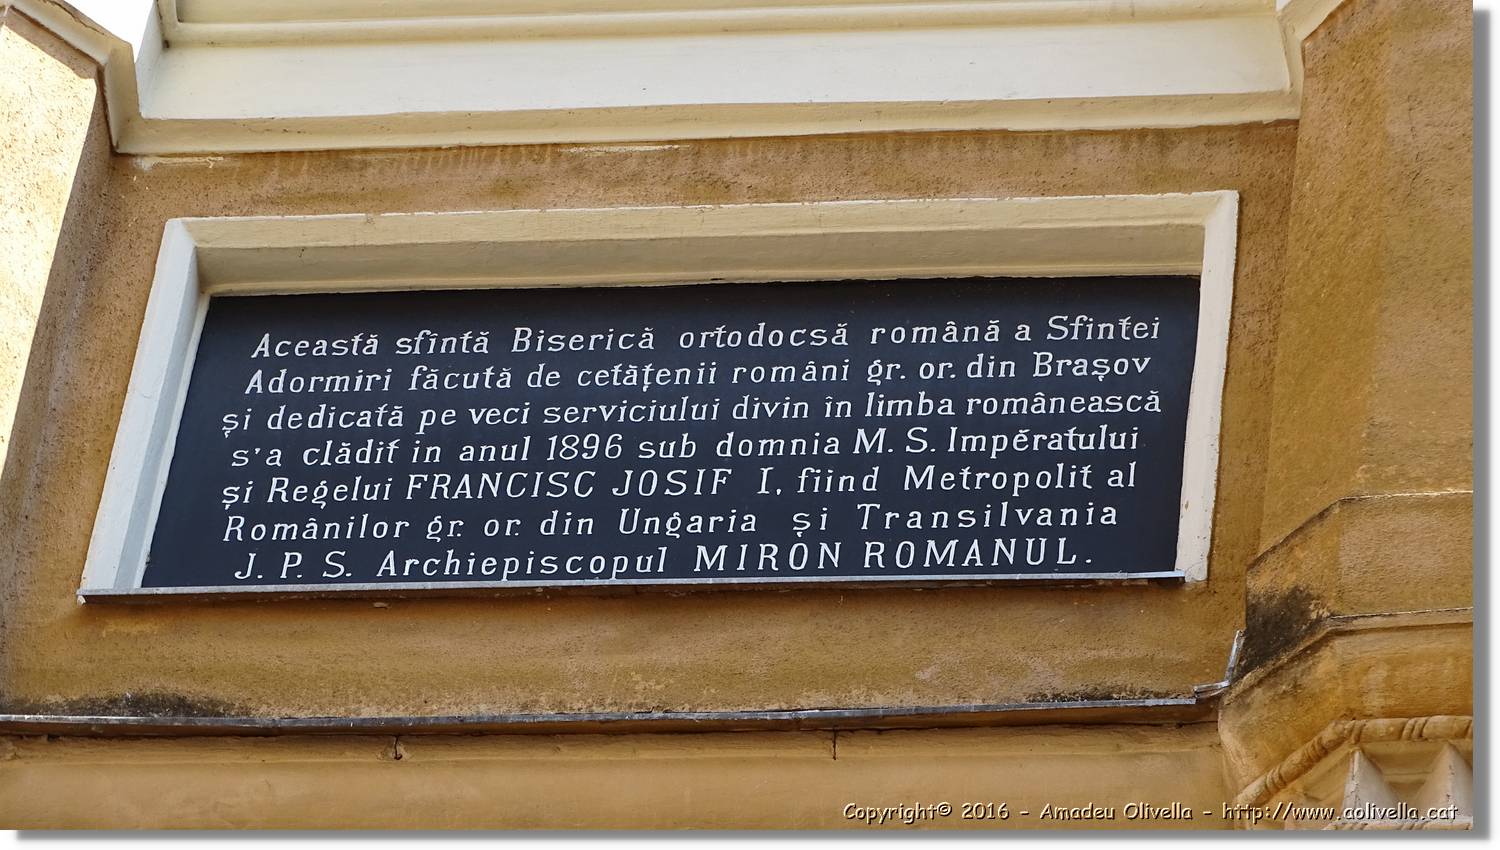 Această sfîntă Biserică ortodocsă română a Sfintei
Adormiri făcută de cetățenii români gr. or. din Brașov
și dedicată pe veci serviciului divin în limba românească
s'a clădit in anul 1896 sub domnia M. S. Impĕratului
și Regelui FRANCISC JOSIF I, fiind Metropolit al
Românilor gr. or. din Ungaria și Transilvania
J. P. S. Archiepiscopul MIRON ROMANUL.
Copyright© 2016 - Amadeu Olivella - http://www.aolivella.cat